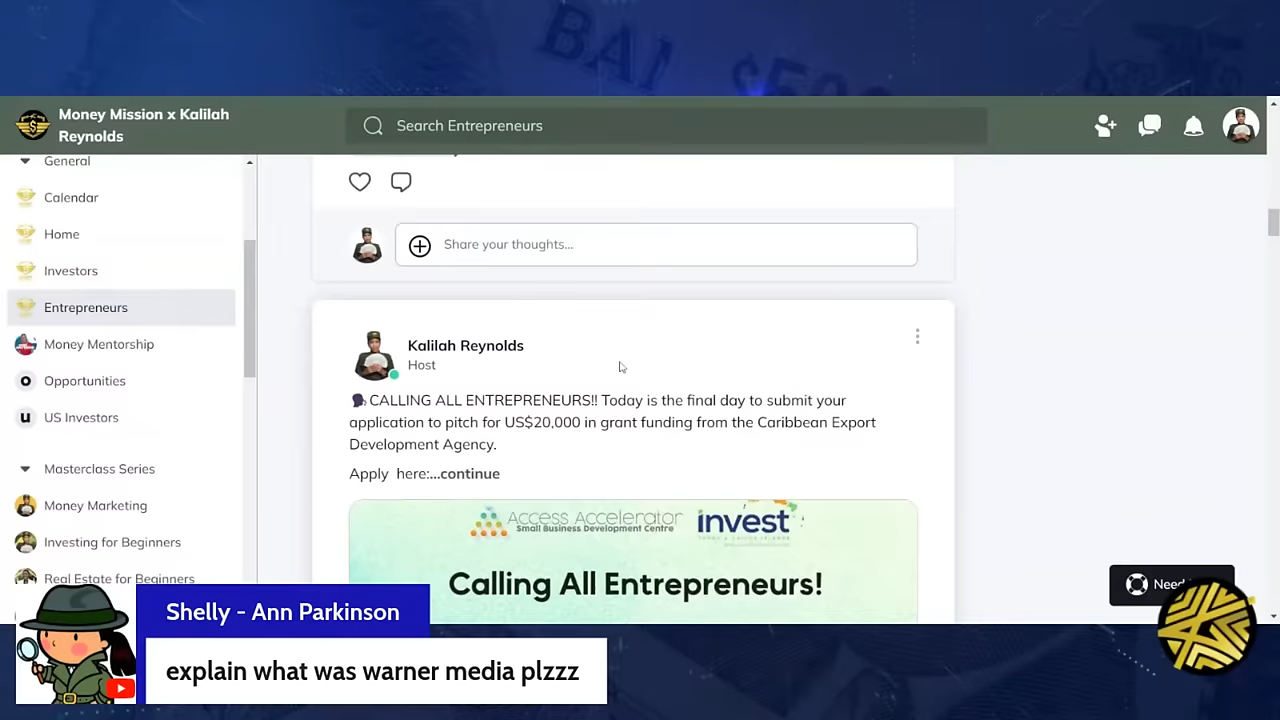 BAI $50
Money Mission x Kalilah
Reynolds
Search Entrepreneurs
General
Calendar
Home
Investors
Entrepreneurs
Money Mentorship
Opportunities
US Investors
Masterclass Series
Money Marketing
Investing for Beginners
Real Estate for Beginners
Share your thoughts...
Kalilah Reynolds
Host
CALLING ALL ENTREPRENEURS!! Today is the final day to submit your
application to pitch for US$20,000 in grant funding from the Caribbean Export
Development Agency.
Apply here:...continue
Access Accelerator
Small Business Development Centre
invest
Calling All Entrepreneurs!
Need
Shelly - Ann Parkinson
explain what was warner media plzzz